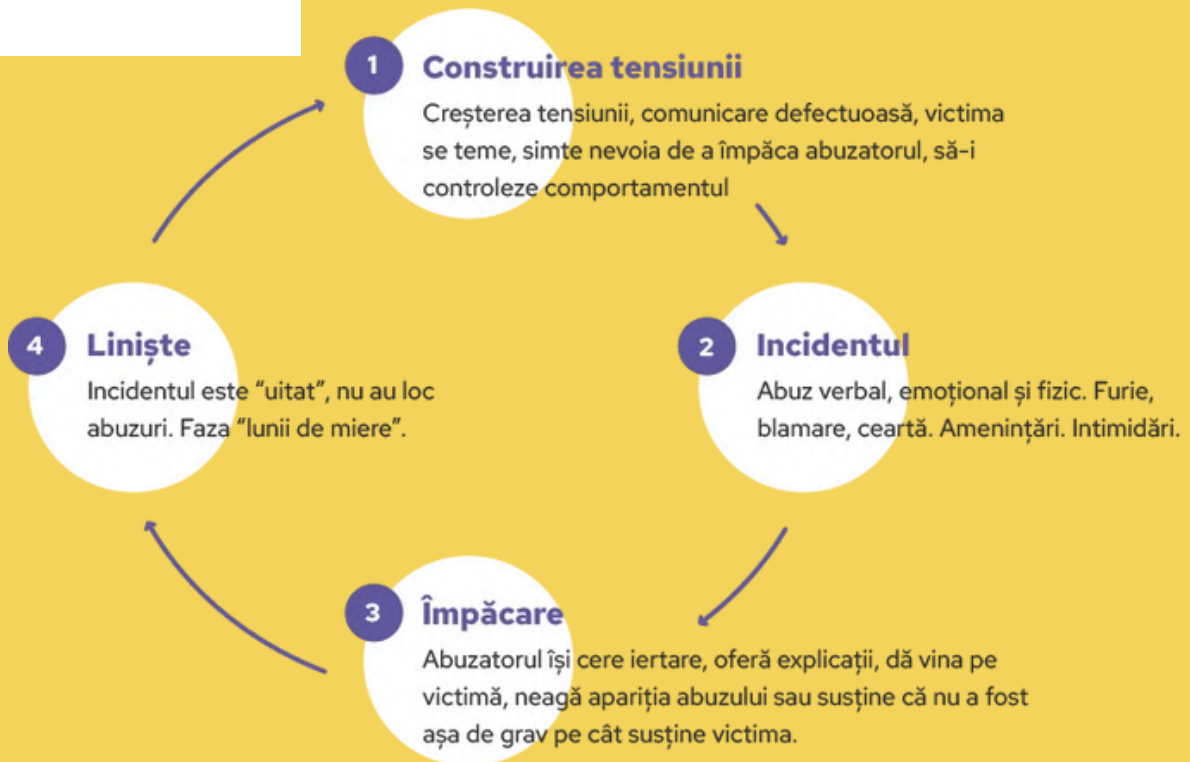 1
Construirea tensiunii
Creșterea tensiunii, comunicare defectuoasă, victima
se teme, simte nevoia de a împăca abuzatorul, să-i
controleze comportamentul
2
Incidentul
Abuz verbal, emoțional și fizic. Furie,
blamare, ceartă. Amenințări. Intimidări.
3
Împăcare
Abuzatorul își cere iertare, oferă explicații, dă vina pe
victimă, neagă apariția abuzului sau susține că nu a fost
așa de grav pe cât susține victima.
4
Liniște
Incidentul este “uitat”, nu au loc
abuzuri. Faza “lunii de miere”.